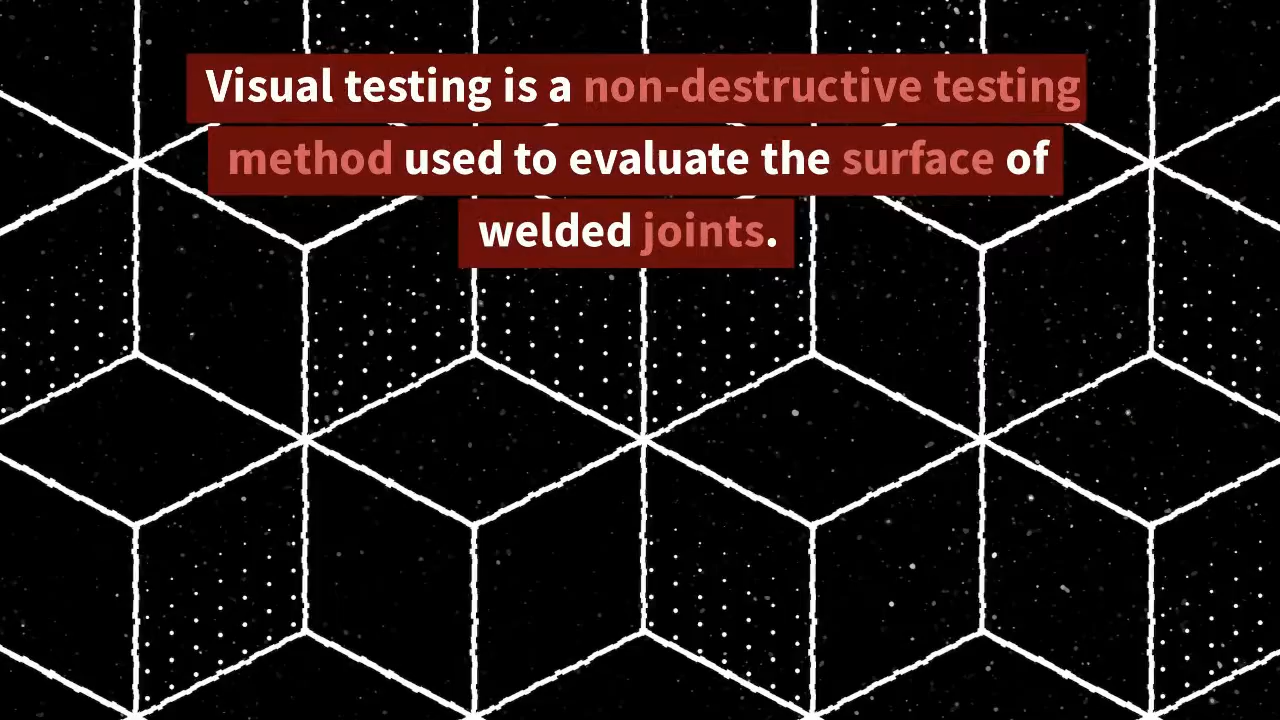 Visual testing is a non-destructive testing
method used to evaluate the surface of
welded joints.